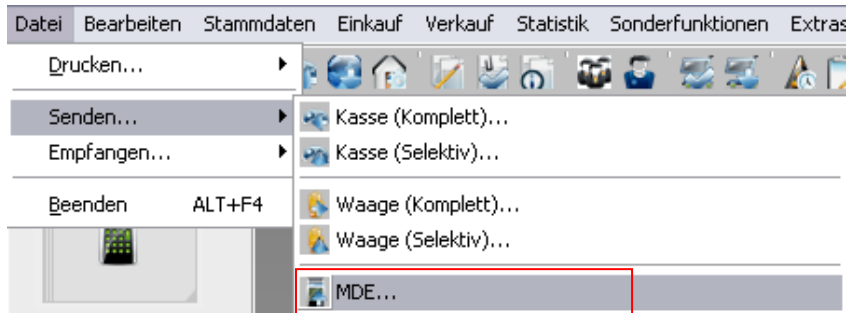 Datei Bearbeiten Stammdaten Einkauf Verkauf Statistik Sonderfunktionen Extras
Drucken...
Senden...
Empfangen...
Beenden ALT+F4
Kasse (Komplett)...
Kasse (Selektiv)...
Waage (Komplett)...
Waage (Selektiv)...
MDE...